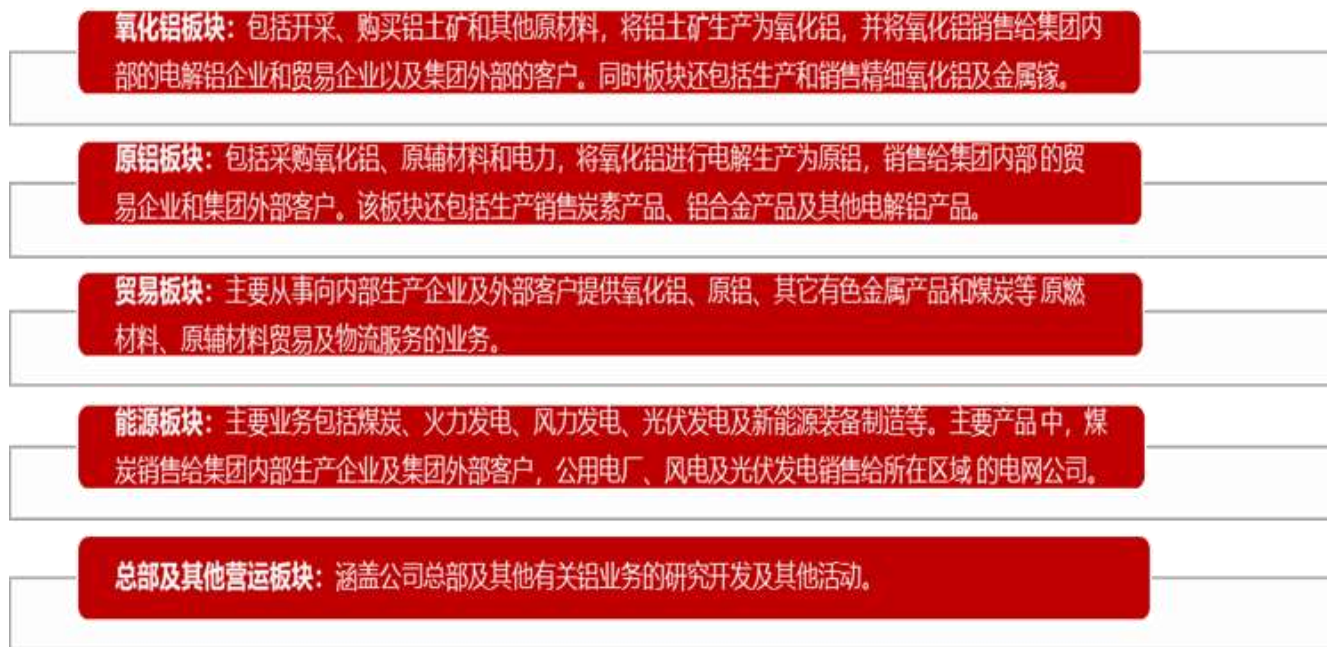 氧化铝板块：包括开采、购买铝土矿和其他原材料，将铝土矿生产为氧化铝，并将氧化铝销售给集团内
部的电解铝企业和贸易企业以及集团外部的客户。同时板块还包括生产和销售精细氧化铝及金属镓。
原铝板块：包括采购氧化铝、原辅材料和电力，将氧化铝进行电解生产为原铝，销售给集团内部的贸
易企业和集团外部客户。该板块还包括生产销售炭素产品、铝合金产品及其他电解铝产品。
贸易板块：主要从事向内部生产企业及外部客户提供氧化铝、原铝、其它有色金属产品和煤炭等原燃
材料、原辅材料贸易及物流服务的业务。
能源板块：主要业务包括煤炭、火力发电、风力发电、光伏发电及新能源装备制造等。主要产品中，煤
炭销售给集团内部生产企业及集团外部客户，公用电厂、风电及光伏发电销售给所在区域的电网公司。
总部及其他营运板块：涵盖公司总部及其他有关铝业务的研究开发及其他活动。